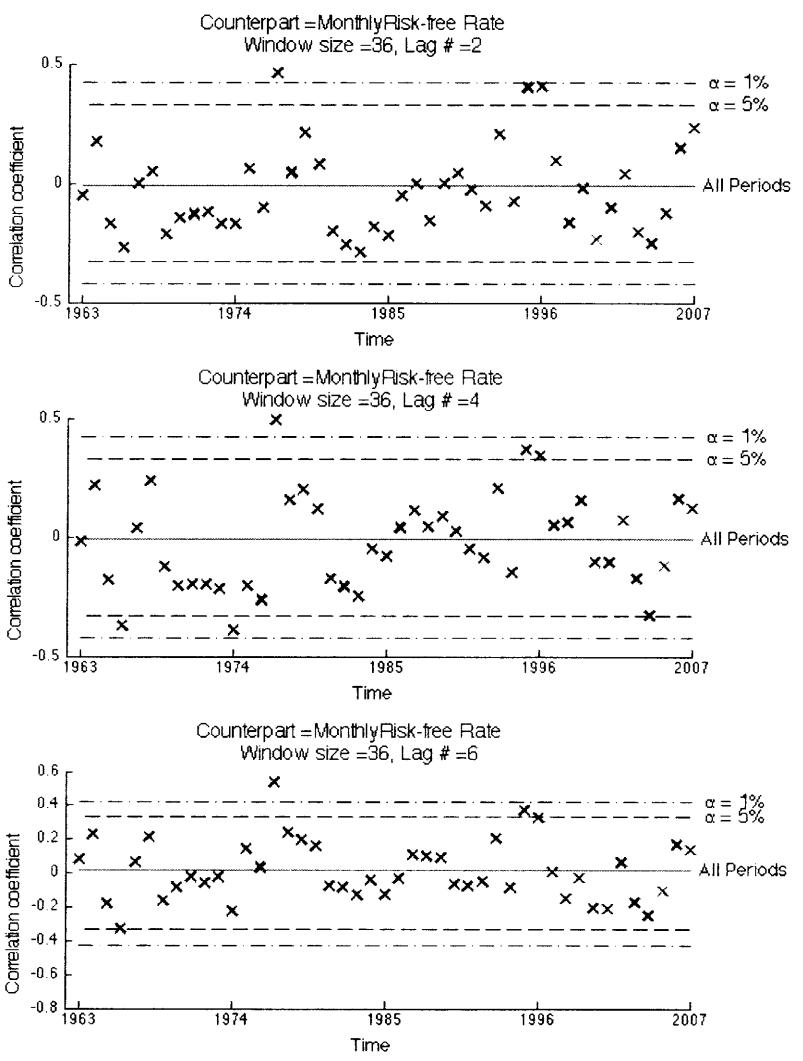 Counterpart =MonthlyRisk-free Rate
Window size =36, Lag # =2
0.5
0
-0.5
Correlation coefficient
α = 1%
α = 5%
All Periods
1963
1974
1985
1996
2007
Time
Counterpart =MonthlyRisk-free Rate
Window size =36, Lag # =4
0.5
0
-0.5
Correlation coefficient
α = 1%
α = 5%
All Periods
1963
1974
1985
1996
2007
Time
Counterpart =MonthlyRisk-free Rate
Window size =36, Lag # =6
0.6
0.4
0.2
0
-0.2
-0.4
-0.6
-0.8
Correlation coefficient
α = 1%
α = 5%
All Periods
1963
1974
1985
1996
2007
Time